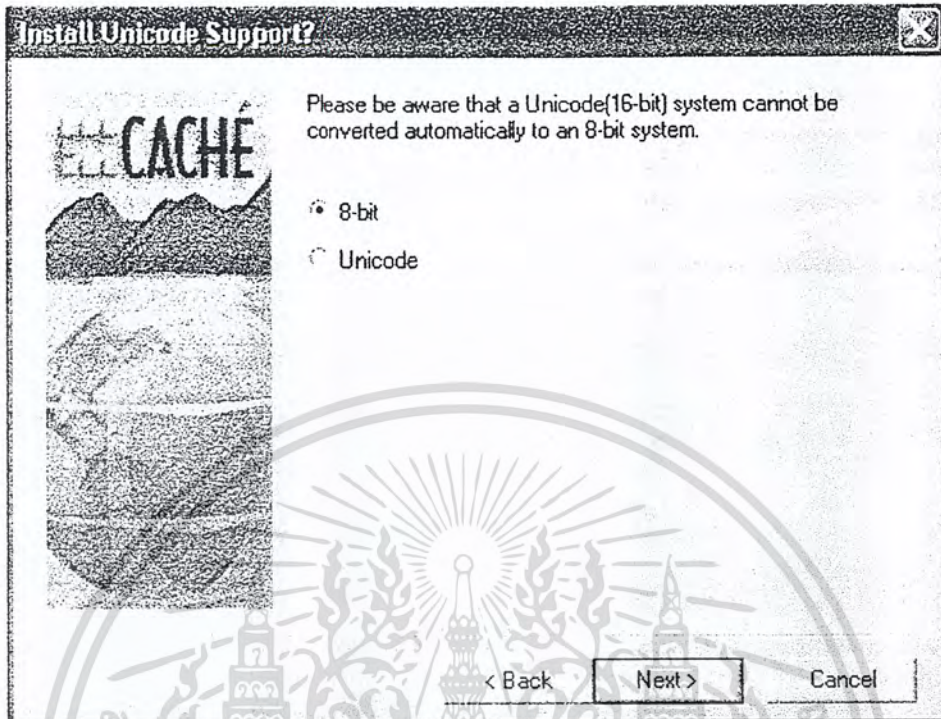 Install Unicode Support?
CACHÉ
Please be aware that a Unicode(16-bit) system cannot be
converted automatically to an 8-bit system.
8-bit
Unicode
< Back
Next >
Cancel